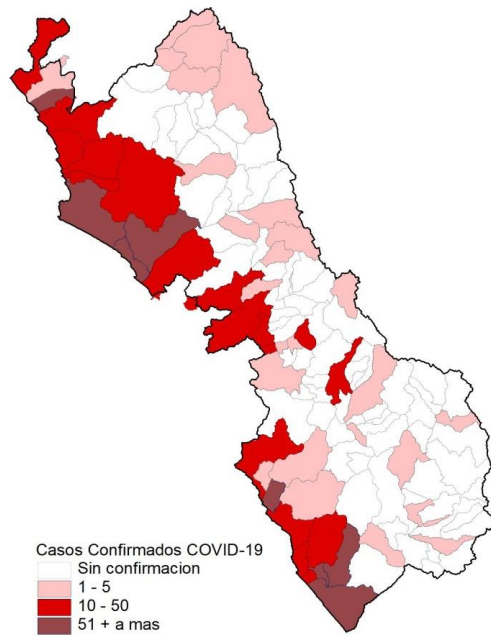 Casos Confirmados COVID-19
Sin confirmacion
1 - 5
10 - 50
51 + a mas